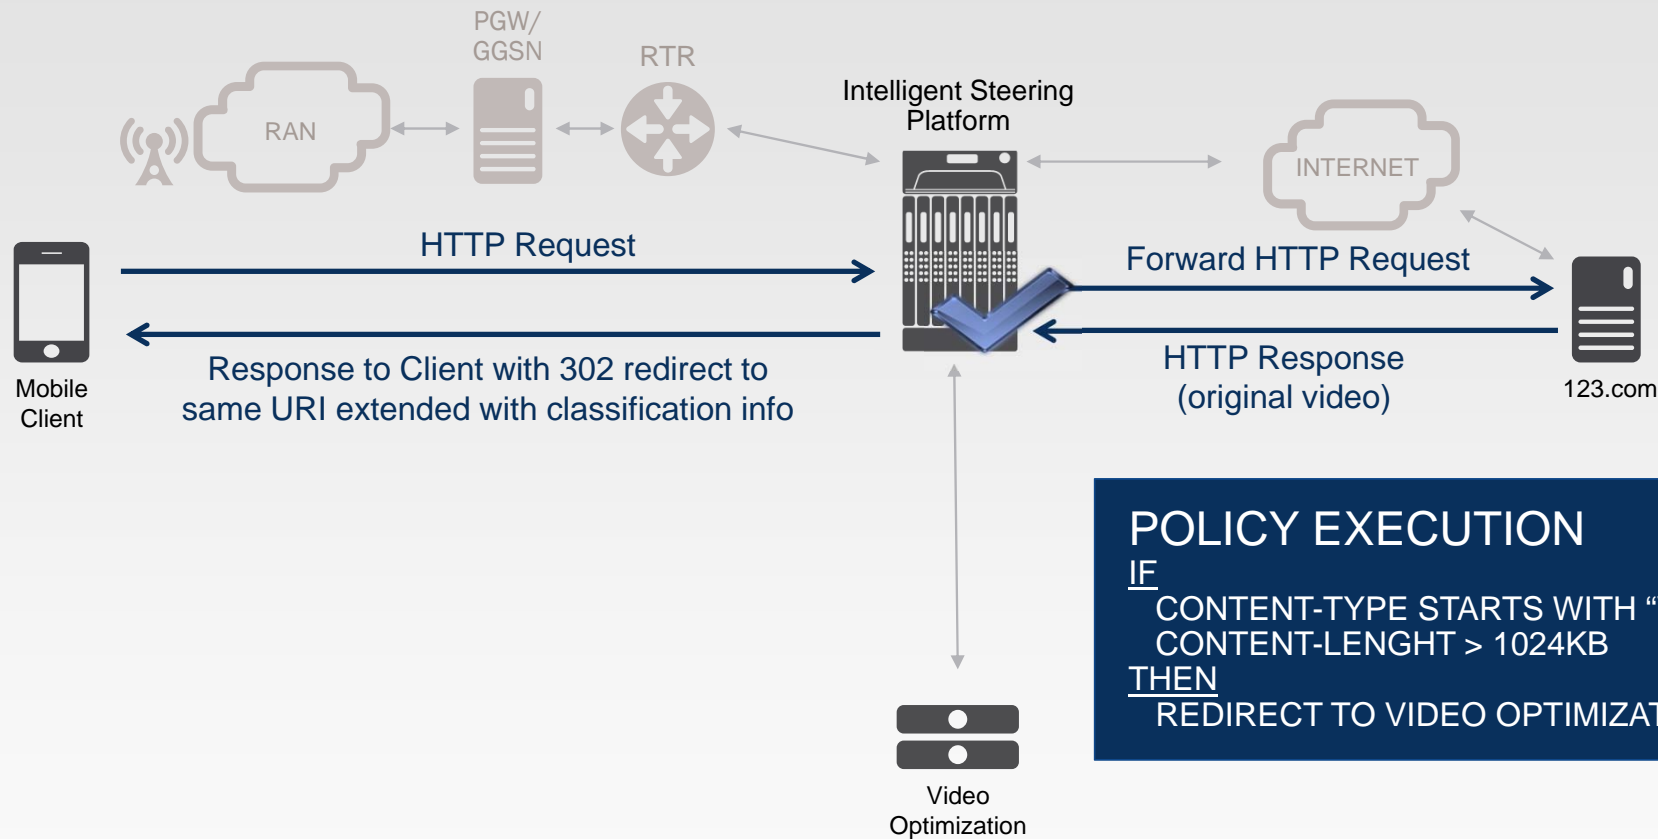 PGW/
GGSN
RTR
RAN
Intelligent Steering
Platform
INTERNET
HTTP Request
Forward HTTP Request
Response to Client with 302 redirect to
same URI extended with classification info
HTTP Response
(original video)
Mobile
Client
123.com
POLICY EXECUTION
IF
CONTENT-TYPE STARTS WITH “
CONTENT-LENGHT > 1024KB
THEN
REDIRECT TO VIDEO
Video
Optimization